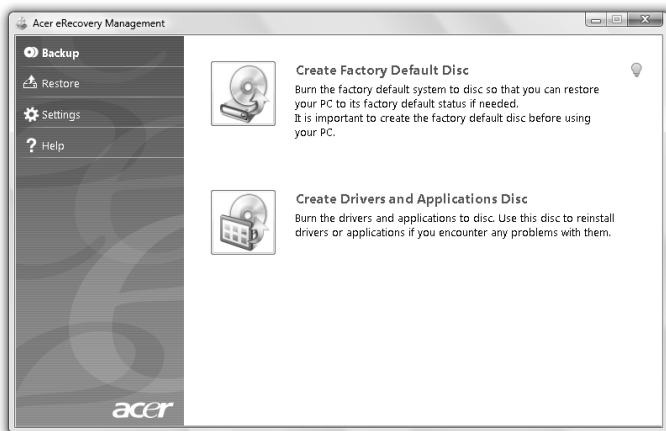 Acer eRecovery Management
Backup
Restore
Settings
Help
Create Factory Default Disc
Burn the factory default system to disc so that you can restore
your PC to its factory default status if needed.
It is important to create the factory default disc before using
your PC.
Create Drivers and Applications Disc
Burn the drivers and applications to disc. Use this disc to reinstall
drivers or applications if you encounter any problems with them.
acer